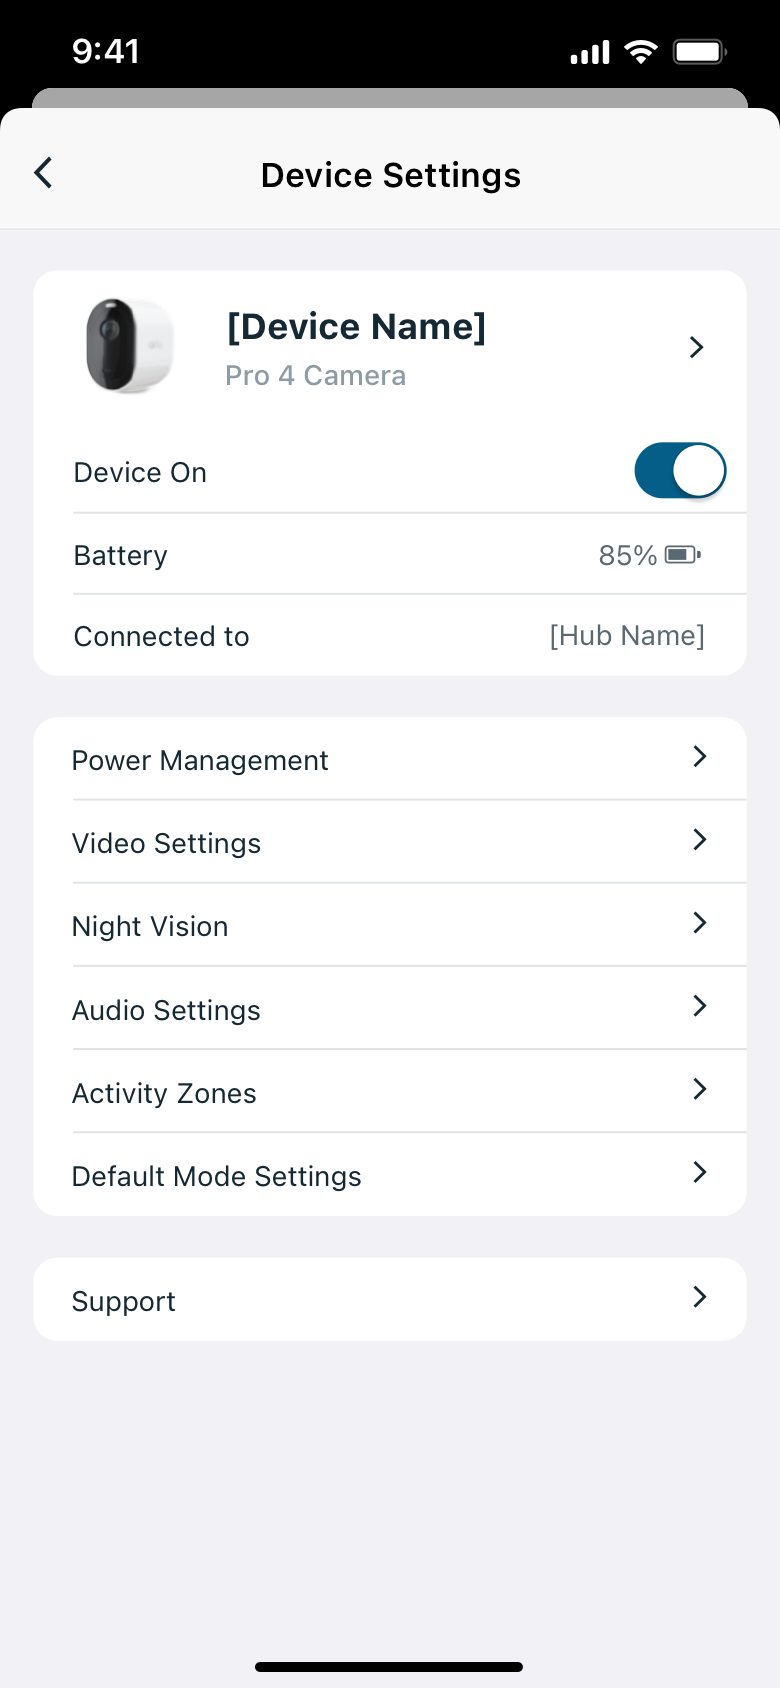 9:41
Device Settings
[Device Name]
Pro 4 Camera
Device On
Battery
85%
Connected to
[Hub Name]
Power Management
Video Settings
Night Vision
Audio Settings
Activity Zones
Default Mode Settings
Support